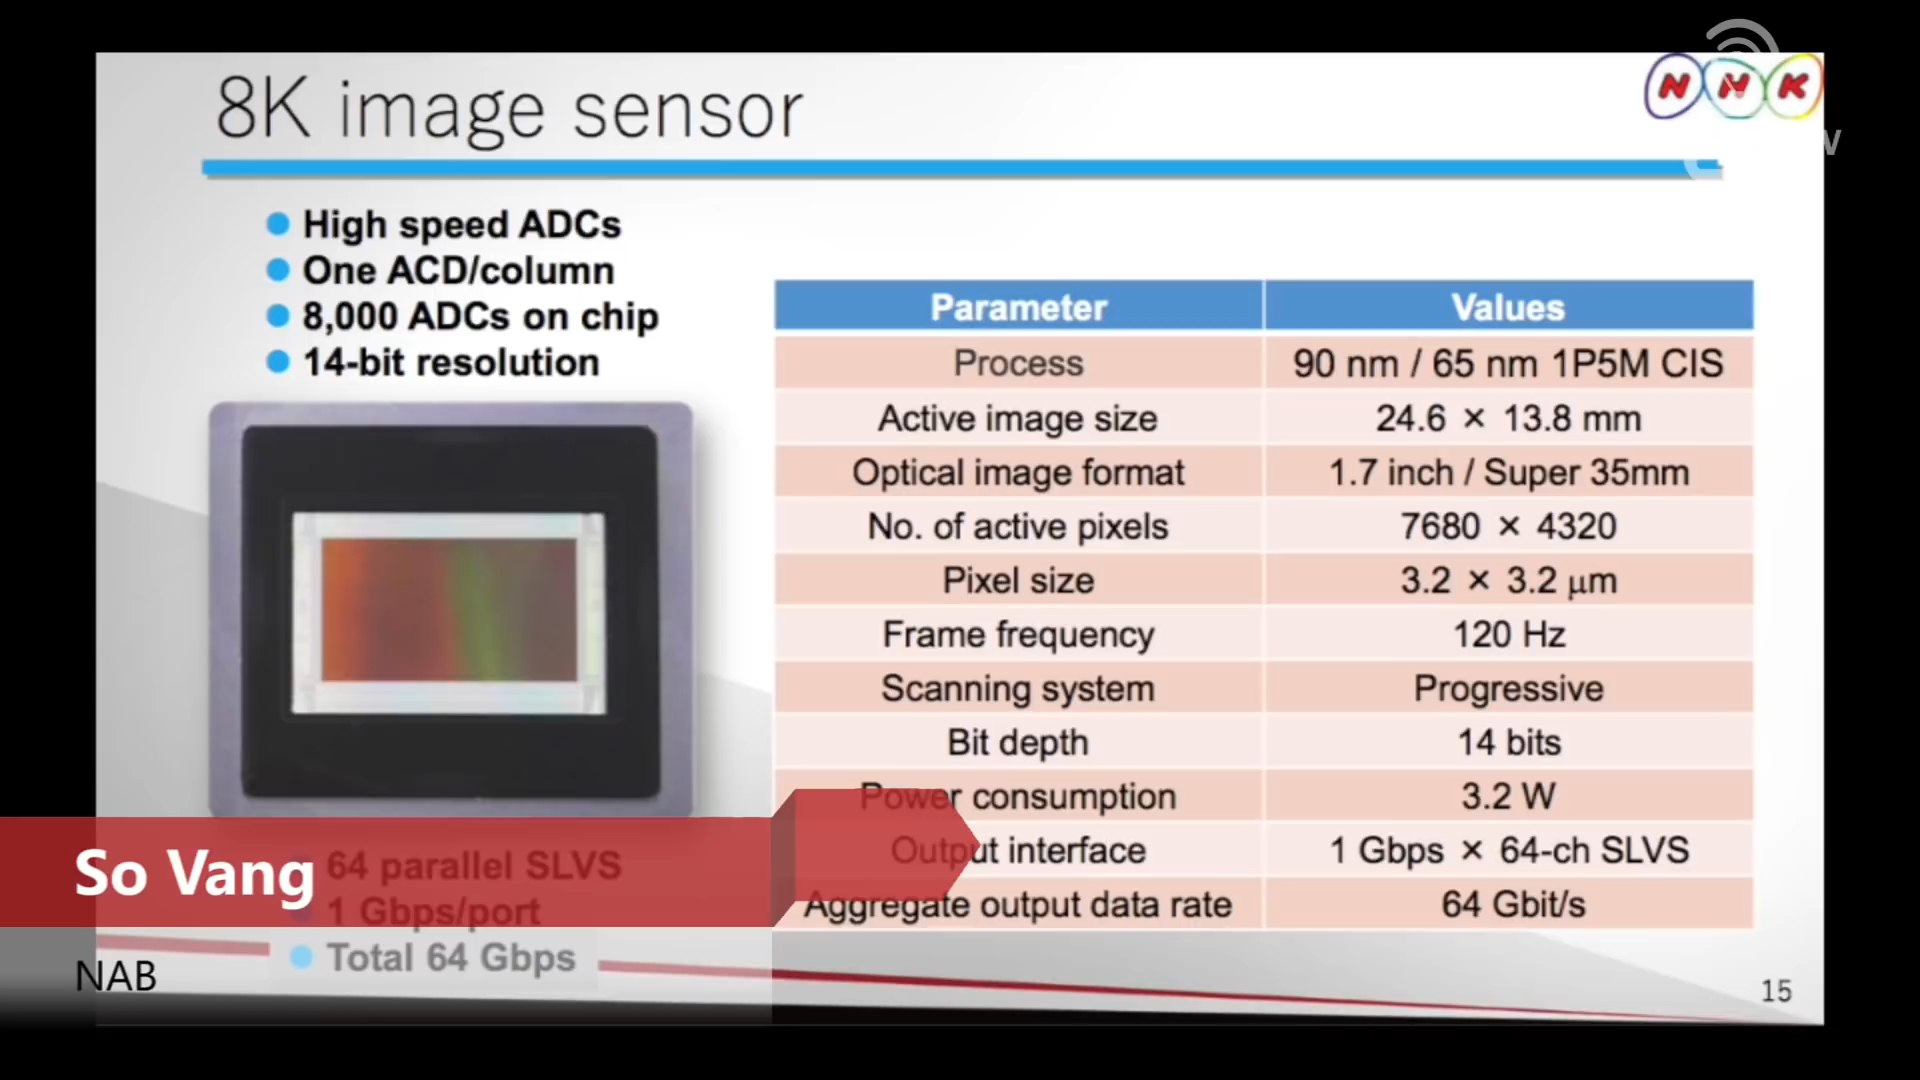 8K image sensor
NHK
High speed ADCs
One ACD/column
8,000 ADCs on chip
14-bit resolution
Parameter Values
Process 90 nm / 65 nm 1P5M CIS
Active image size 24.6 × 13.8 mm
Optical image format 1.7 inch / Super 35mm
No. of active pixels 7680 × 4320
Pixel size 3.2 × 3.2 μm
Frame frequency 120 Hz
Scanning system Progressive
Bit depth 14 bits
Power consumption 3.2 W
Output interface 1 Gbps × 64-ch SLVS
Aggregate output data rate 64 Gbit/s
64 parallel SLVS
1 Gbps/port
Total 64 Gbps
So Vang
NAB
15